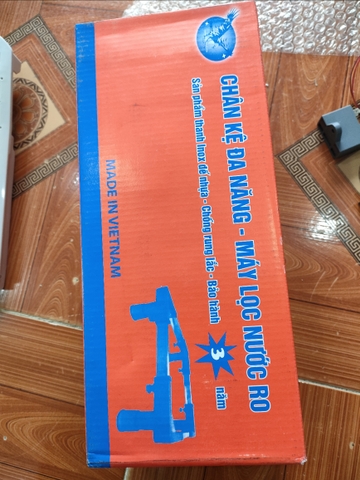 CHÂN KỆ ĐA NĂNG - MÁY LỌC NƯỚC RO
Sản phẩm thanh Inox đế nhựa - Chống rung lắc - Bảo hành
3
năm
MADE IN VIETNAM